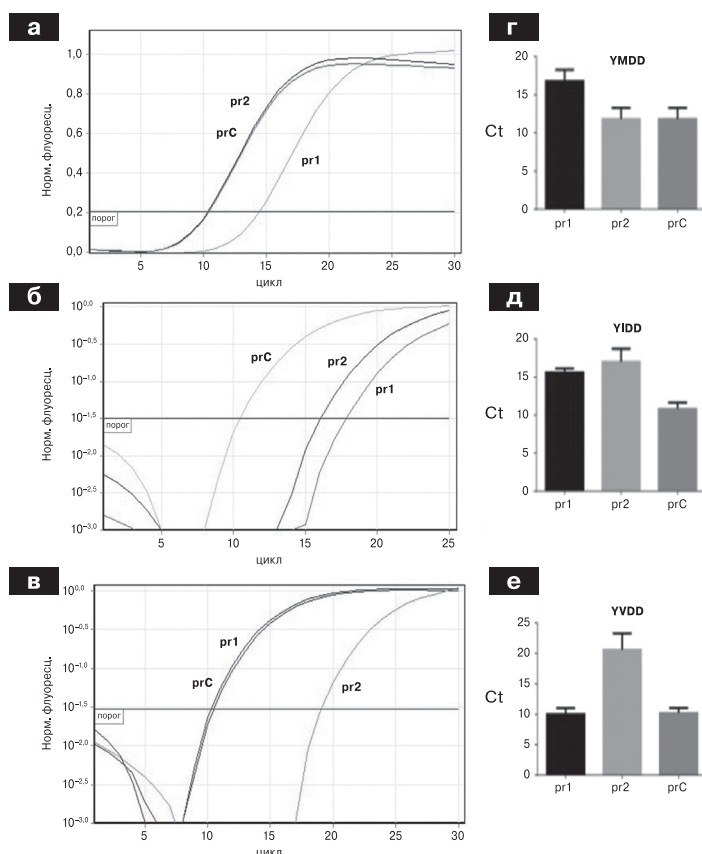 а
Норм. флуоресц.
1,0
0,8
0,6
0,4
0,2
0,0
порог
pr2
prC
pr1
5
10
15
20
25
30
цикл
г
YMDD
Ct
20
15
10
5
0
pr1
pr2
prC
б
Норм. флуоресц.
10^0,0
10^–0,5
10^–1,0
10^–1,5
10^–2,0
10^–2,5
10^–3,0
порог
prC
pr2
pr1
5
10
15
20
25
цикл
д
YIDD
Ct
20
15
10
5
0
pr1
pr2
prC
в
Норм. флуоресц.
10^0,0
10^–0,5
10^–1,0
10^–1,5
10^–2,0
10^–2,5
10^–3,0
порог
pr1
prC
pr2
5
10
15
20
25
30
цикл
е
YVDD
Ct
25
20
15
10
5
0
pr1
pr2
prC